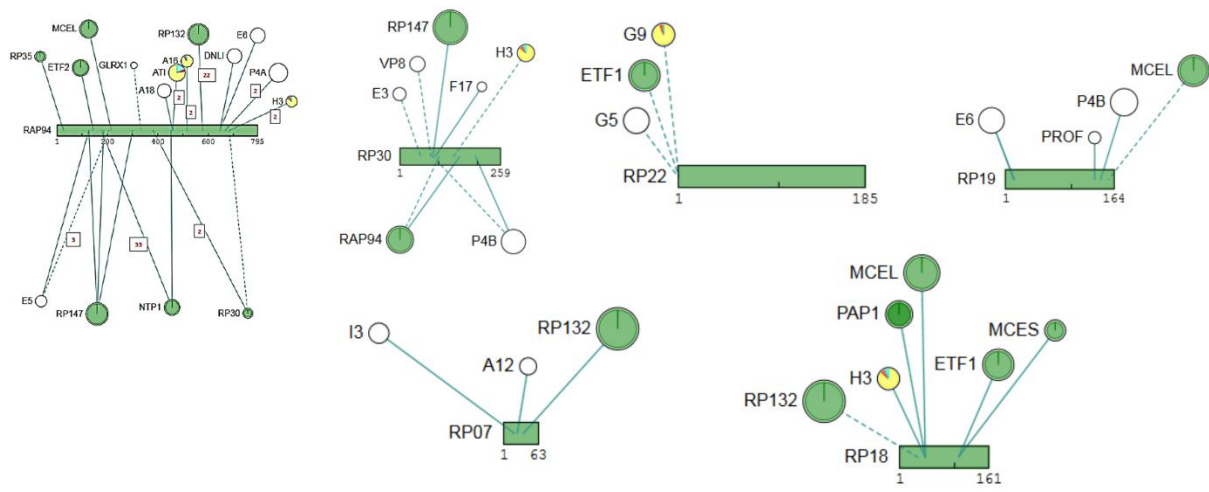 MCEL
RP132
E6
RP35
ETF2
GLRX1
A16
ATI
DNLI
P4A
22
A18
2
2
2
2
H3
RAP94
1
200
400
600
795
3
33
2
E5
RP147
NTP1
RP30
RP147
H3
VP8
E3
F17
RP30
1
259
RAP94
P4B
G9
ETF1
G5
RP22
1
185
MCEL
P4B
E6
PROF
RP19
1
164
I3
RP132
A12
RP07
1 63
MCEL
PAP1
MCES
H3
ETF1
RP132
RP18
1
161